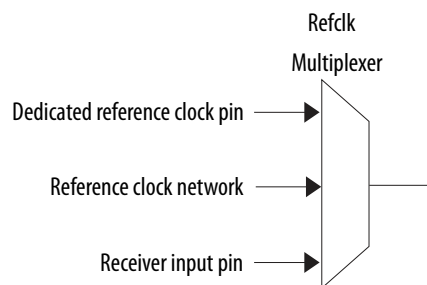 Refclk
Multiplexer
Dedicated reference clock pin
Reference clock network
Receiver input pin